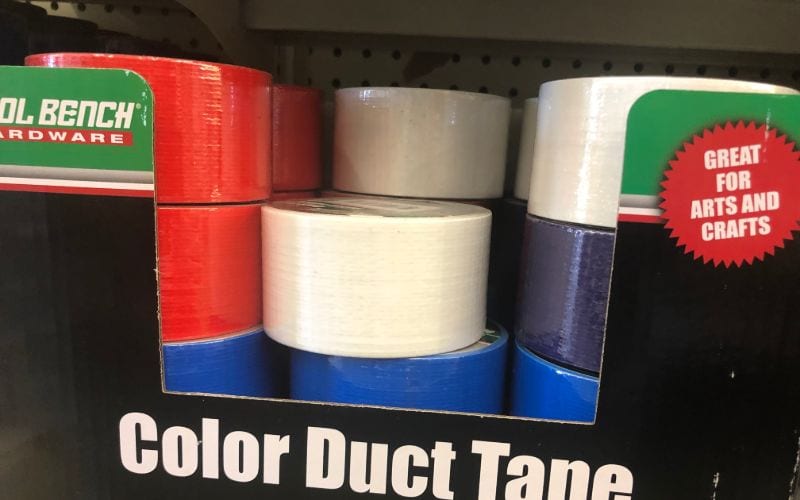 OL BENCH®
ARDWARE
GREAT
FOR
ARTS AND
CRAFTS
Color Duct Tape